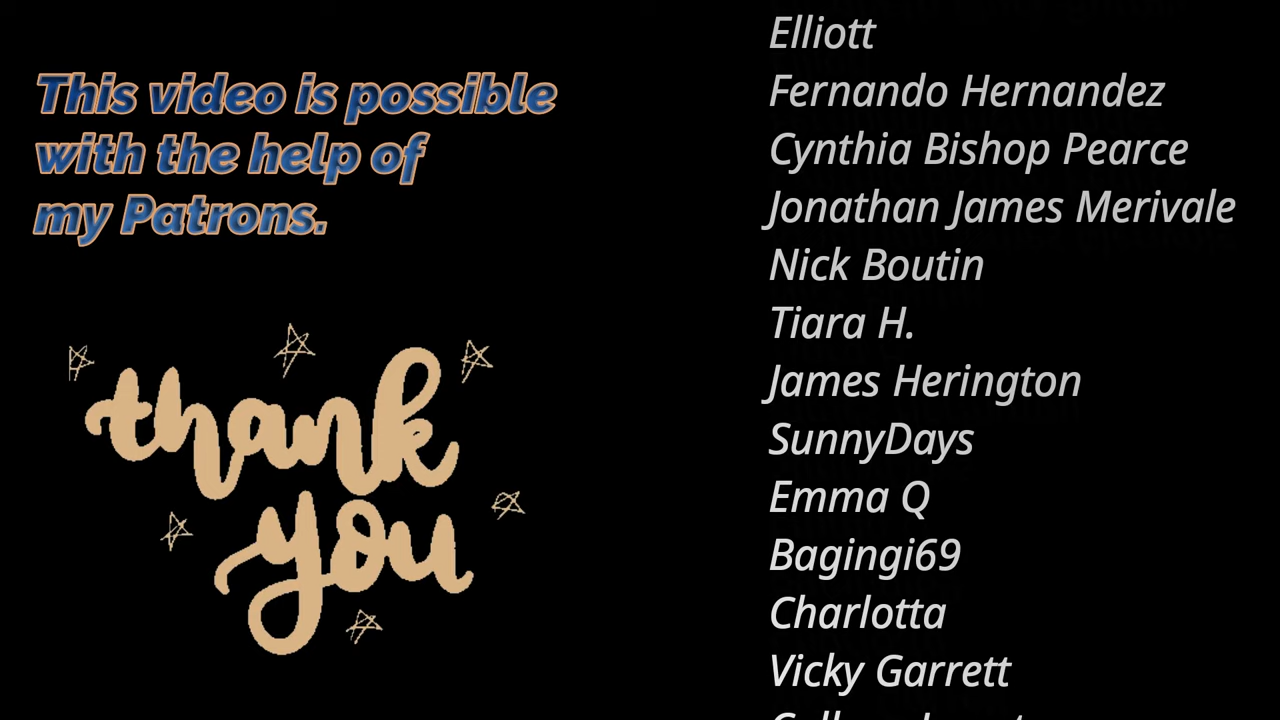 This video is possible
with the help of
my Patrons.
thank
you
Elliott
Fernando Hernandez
Cynthia Bishop Pearce
Jonathan James Merivale
Nick Boutin
Tiara H.
James Herington
SunnyDays
Emma Q
Bagingi69
Charlotta
Vicky Garrett